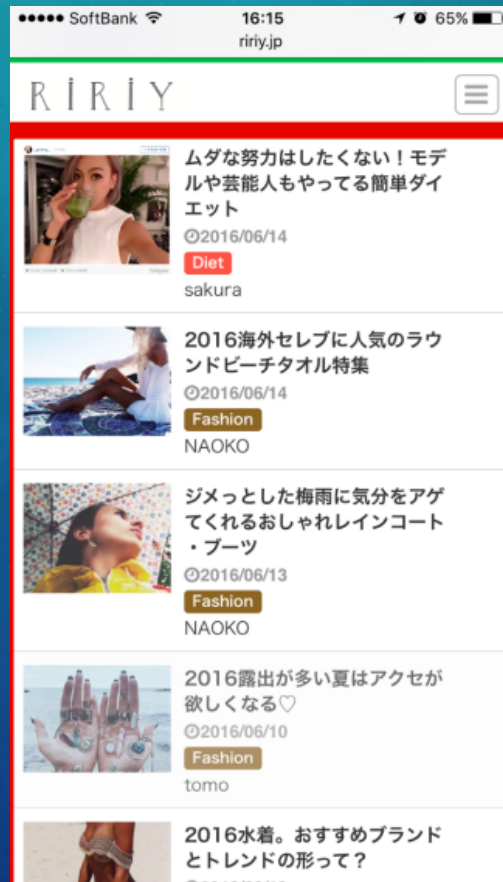 SoftBank 16:15 65%
ririy.jp
RiRiY
ムダな努力はしたくない！モデ
ルや芸能人もやってる簡単ダイ
エット
2016/06/14
Diet
sakura
2016海外セレブに人気のラウ
ンドビーチタオル特集
2016/06/14
Fashion
NAOKO
ジメっとした梅雨に気分をアゲ
てくれるおしゃれレインコート
・ブーツ
2016/06/13
Fashion
NAOKO
2016露出が多い夏はアクセが
欲しくなる♡
2016/06/10
Fashion
tomo
2016水着。おすすめブランド
とトレンドの形って？